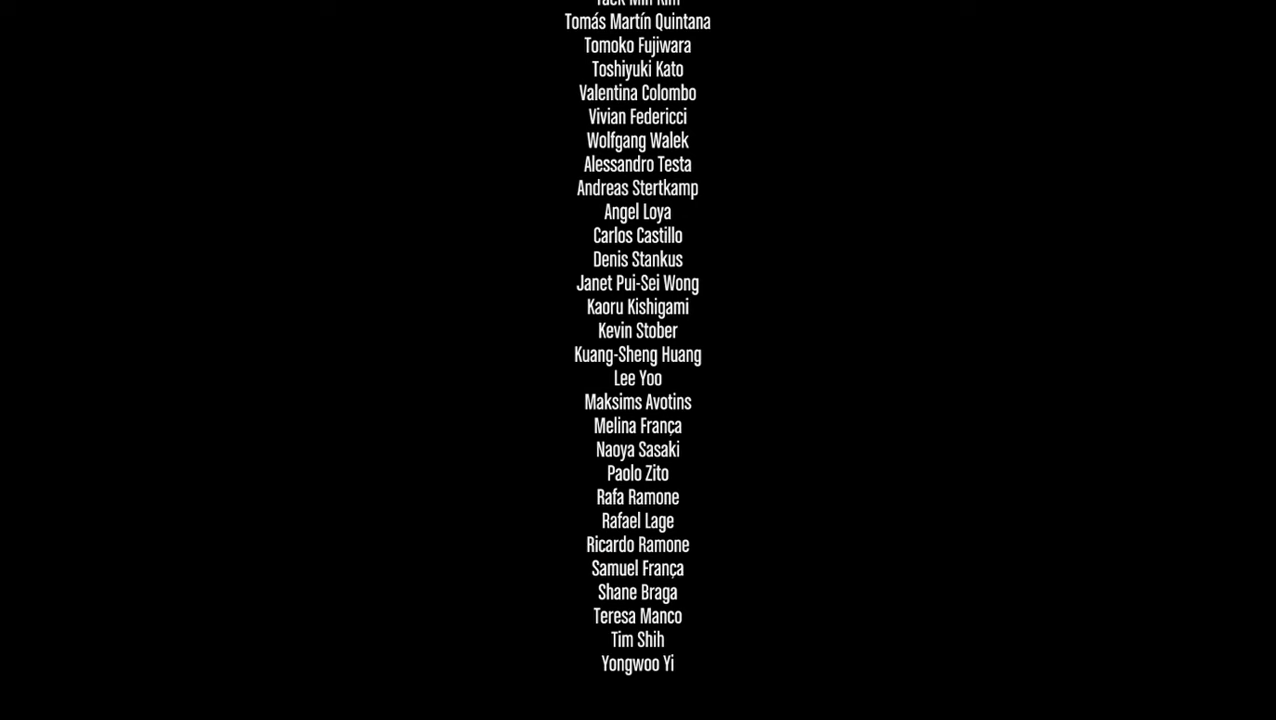 Taek Min Kim
Tomás Martín Quintana
Tomoko Fujiwara
Toshiyuki Kato
Valentina Colombo
Vivian Federicci
Wolfgang Walek
Alessandro Testa
Andreas Stertkamp
Angel Loya
Carlos Castillo
Denis Stankus
Janet Pui-Sei Wong
Kaoru Kishigami
Kevin Stober
Kuang-Sheng Huang
Lee Yoo
Maksims Avotins
Melina França
Naoya Sasaki
Paolo Zito
Rafa Ramone
Rafael Lage
Ricardo Ramone
Samuel França
Shane Braga
Teresa Manco
Tim Shih
Yongwoo Yi